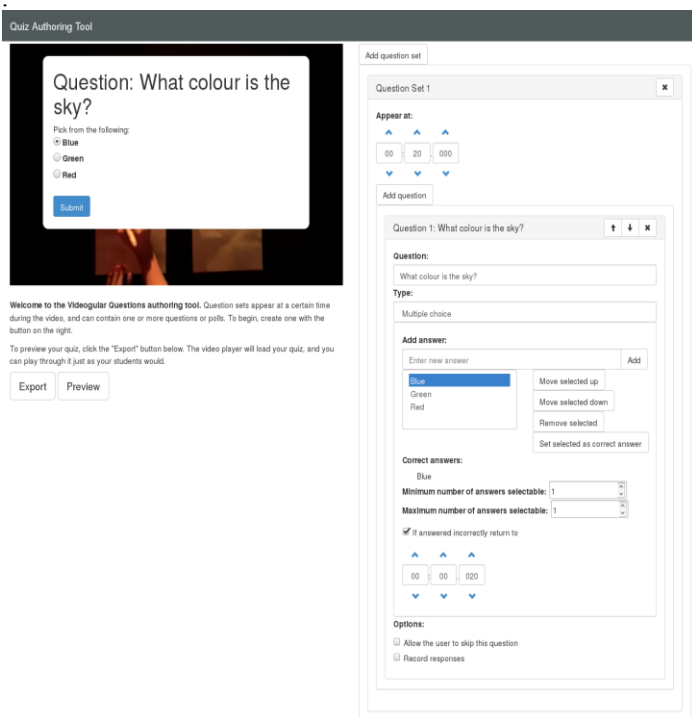 Quiz Authoring Tool
Question: What colour is the
sky?
Pick from the following:
Blue
Green
Red
Submit
Welcome to the Videogular Questions authoring tool. Question sets appear at a certain time
during the video, and can contain one or more questions or polls. To begin, create one with the
button on the right.
To preview your quiz, click the "Export" button below. The video player will load your quiz, and you
can play through it just as your students would.
Export Preview
Add question set
Question Set 1
Appear at:
00 : 20 . 000
Add question
Question 1: What colour is the sky?
Question:
What colour is the sky?
Type:
Multiple choice
Add answer:
Enter new answer Add
Blue
Green
Red
Move selected up
Move selected down
Remove selected
Set selected as correct answer
Correct answers:
Blue
Minimum number of answers selectable: 1
Maximum number of answers selectable: 1
If answered incorrectly return to
00 : 00 . 020
Options:
Allow the user to skip this question
Record responses